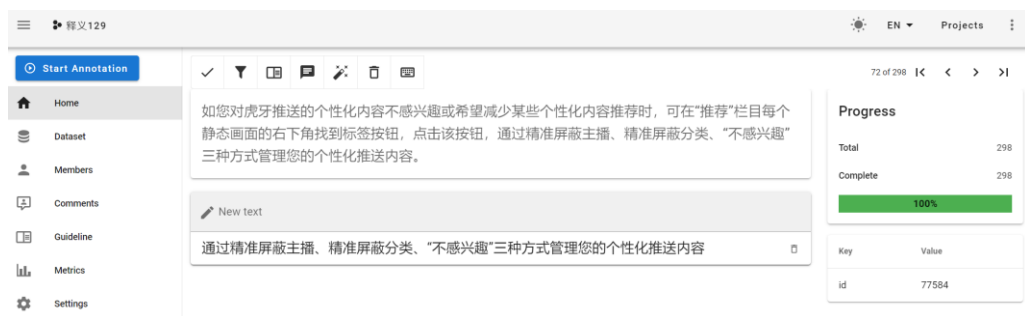 释义129
EN
Projects
Start Annotation
72 of 298
Home
Dataset
Members
Comments
Guideline
Metrics
Settings
如您对虎牙推送的个性化内容不感兴趣或希望减少某些个性化内容推荐时，可在“推荐”栏目每个
静态画面的右下角找到标签按钮，点击该按钮，通过精准屏蔽主播、精准屏蔽分类、“不感兴趣”
三种方式管理您的个性化推送内容。
New text
通过精准屏蔽主播、精准屏蔽分类、“不感兴趣”三种方式管理您的个性化推送内容
Progress
Total 298
Complete 298
100%
Key Value
id 77584